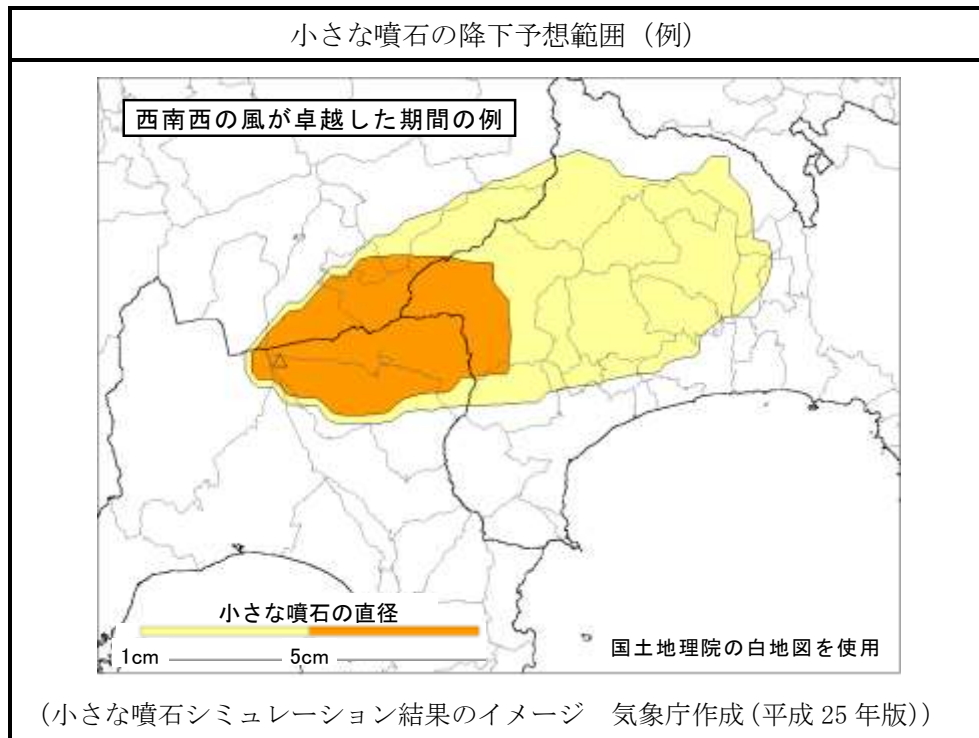 小さな噴石の降下予想範囲（例）
西南西の風が卓越した期間の例
小さな噴石の直径
1cm 5cm
国土地理院の白地図を使用
（小さな噴石シミュレーション結果のイメージ　気象庁作成（平成 25 年版））